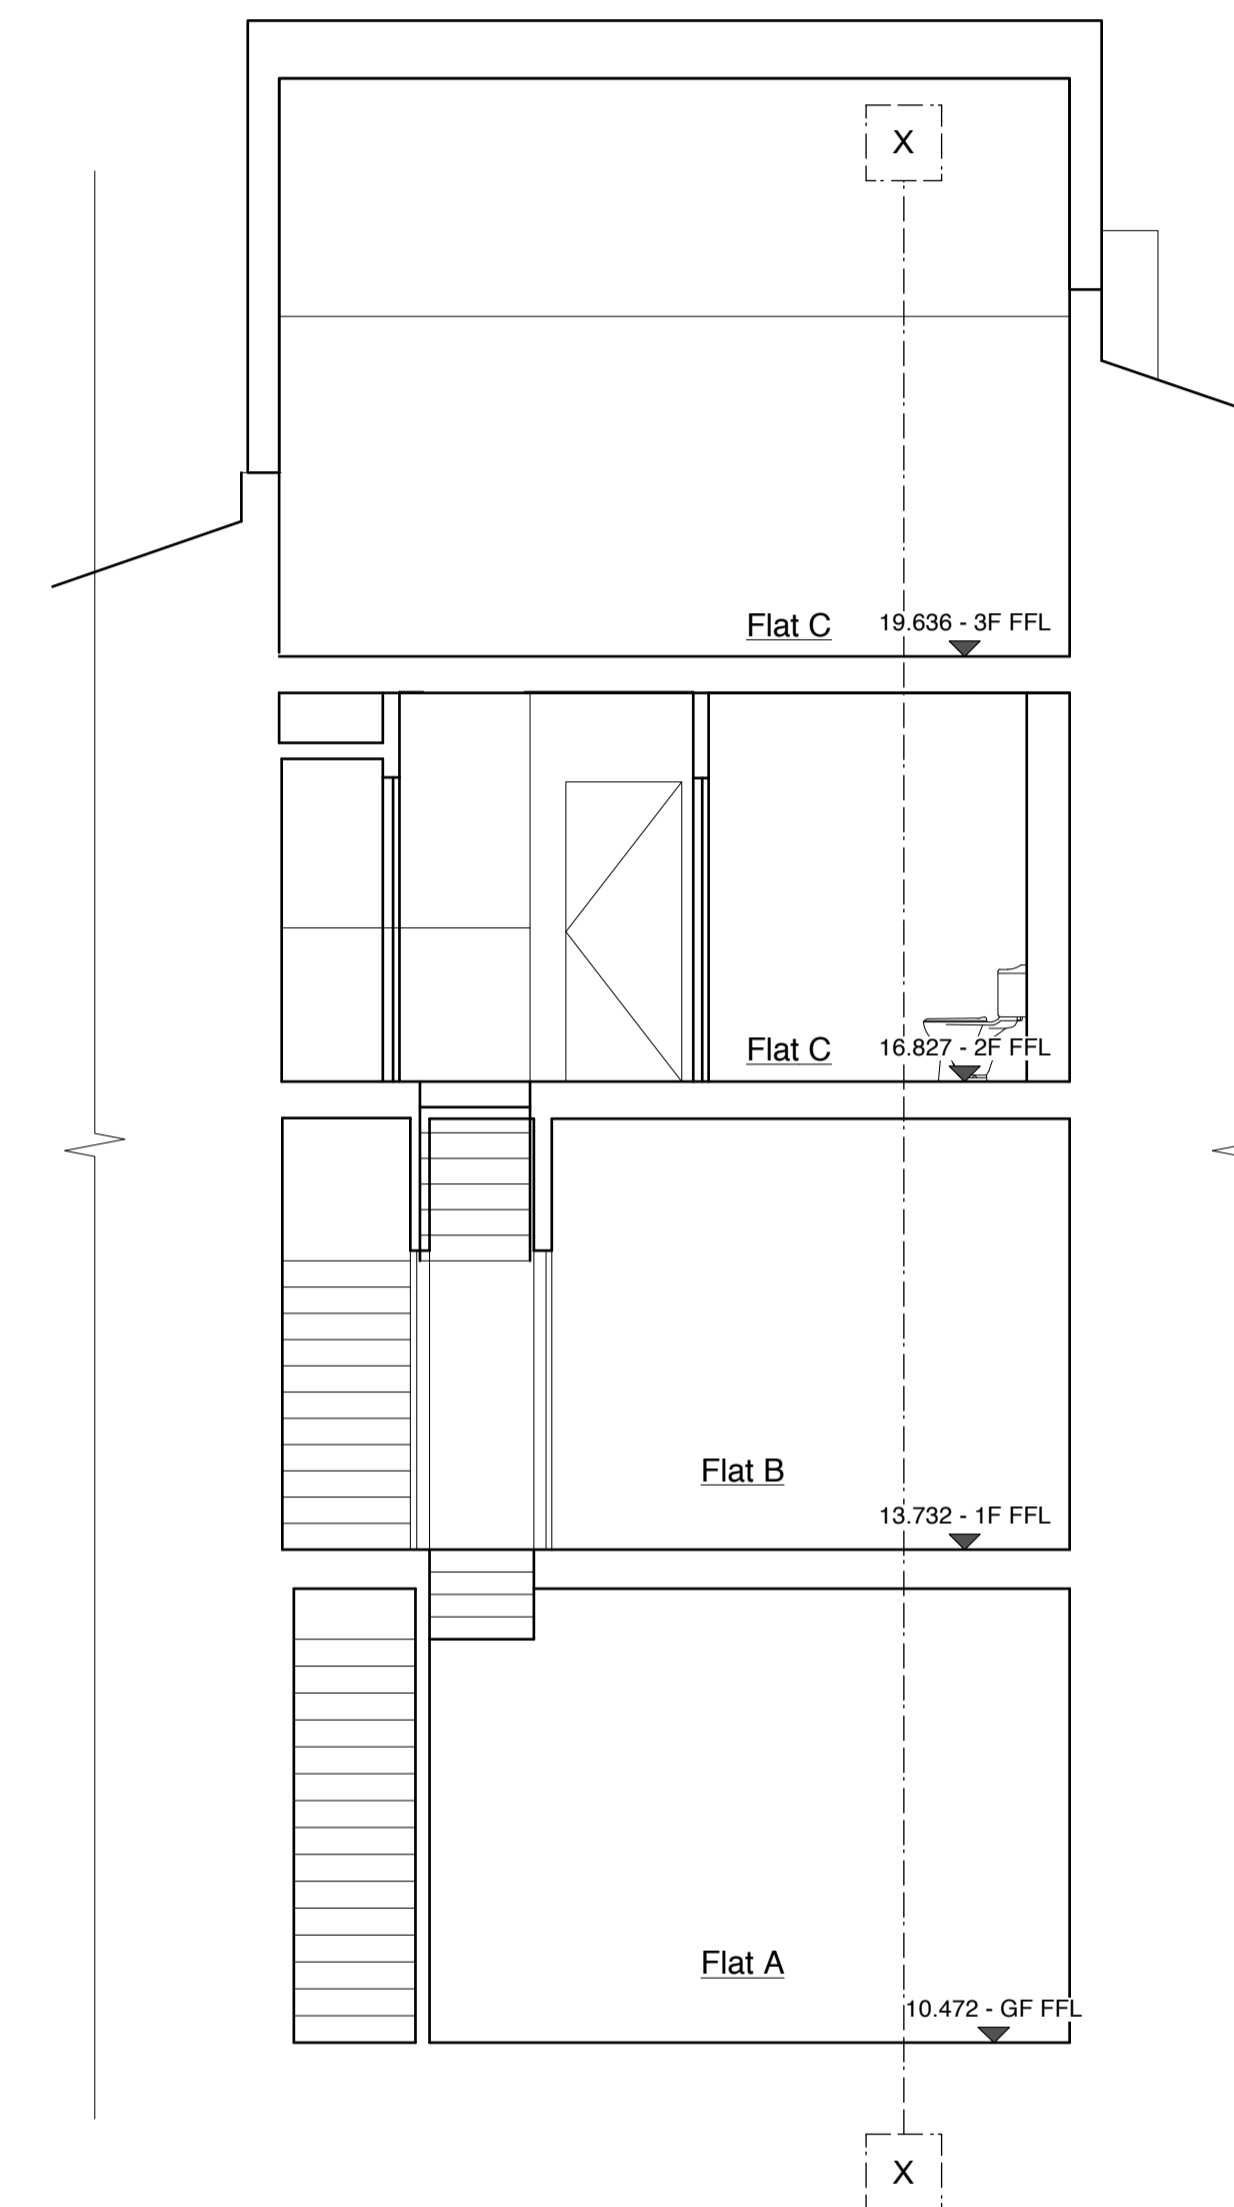 X
Flat C 19.636 - 3F FFL
Flat C 16.827 - 2F FFL
Flat B
13.732 - 1F FFL
Flat A
10.472 - GF FFL
X